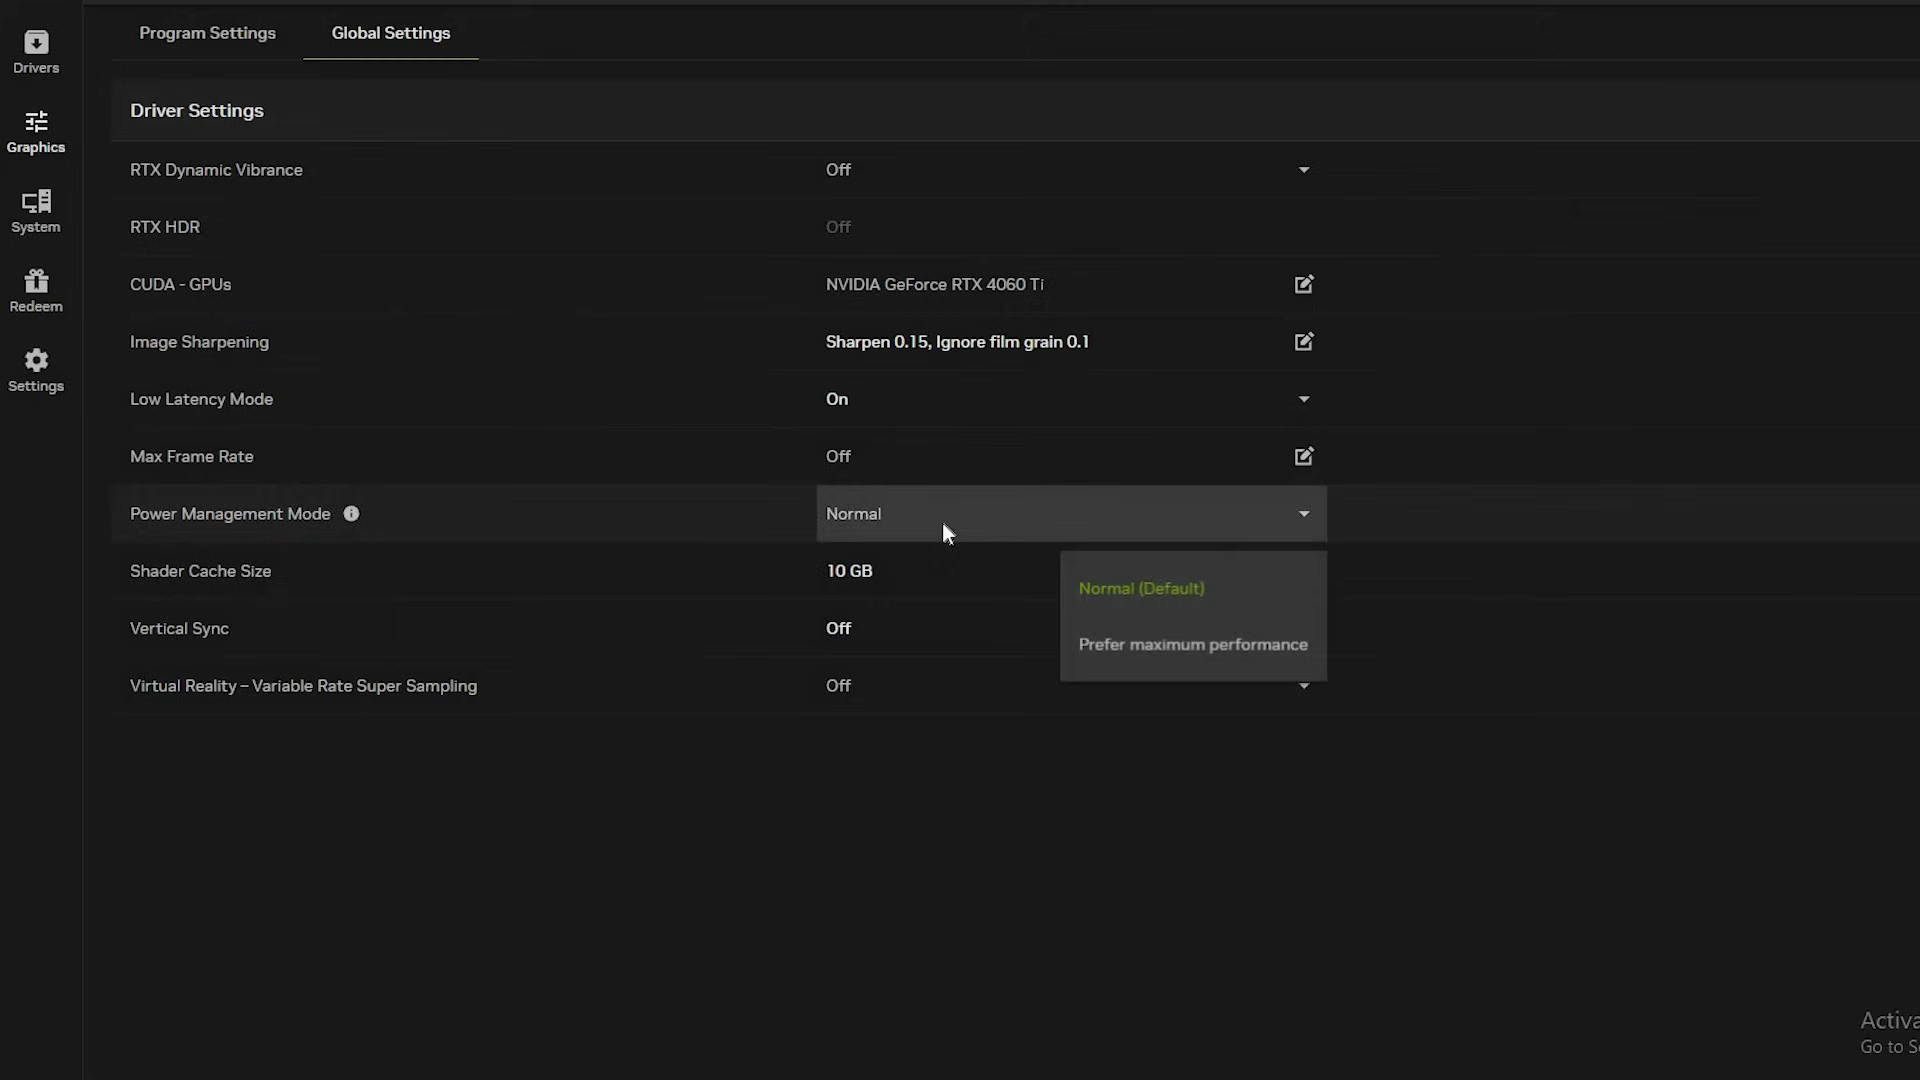 Program Settings Global Settings
Drivers
Graphics
System
Redeem
Settings
Driver Settings
RTX Dynamic Vibrance Off
RTX HDR Off
CUDA - GPUs NVIDIA GeForce RTX 4060 Ti
Image Sharpening Sharpen 0.15, Ignore film grain 0.1
Low Latency Mode On
Max Frame Rate Off
Power Management Mode Normal
Shader Cache Size 10 GB
Normal (Default)
Vertical Sync Off
Prefer maximum performance
Virtual Reality – Variable Rate Super Sampling Off
Activa
Go to S